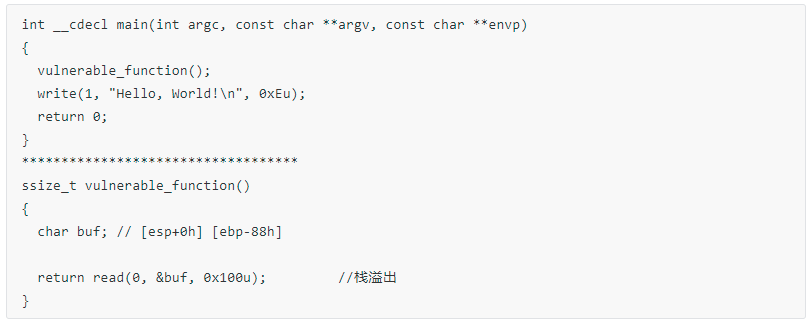 int __cdecl main(int argc, const char **argv, const char **envp)
{
  vulnerable_function();
  write(1, "Hello, World!\n", 0xEu);
  return 0;
}
***********************************
ssize_t vulnerable_function()
{
  char buf; // [esp+0h] [ebp-88h]

  return read(0, &buf, 0x100u);         //栈溢出
}